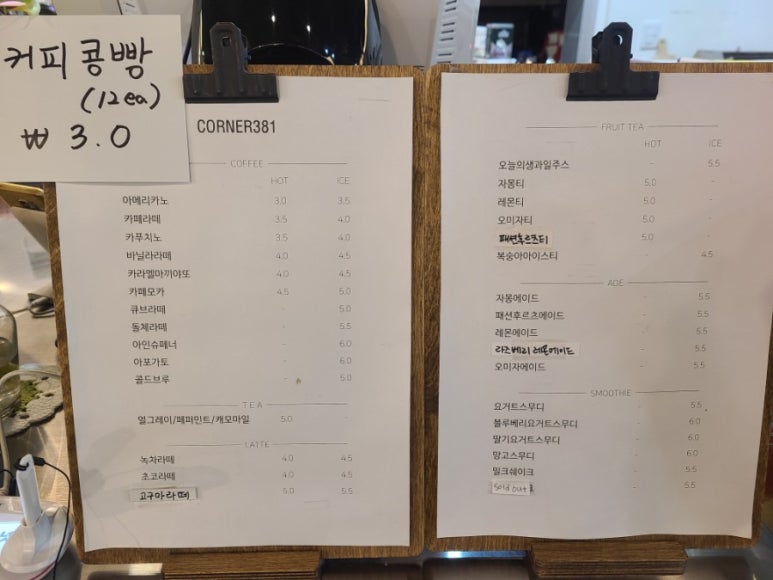 커피콩빵
(12ea)
₩ 3.0
CORNER381
COFFEE
HOT ICE
아메리카노 3.0 3.5
카페라떼 3.5 4.0
카푸치노 3.5 4.0
바닐라라떼 4.0 4.5
카라멜마끼야또 4.0 4.5
카페모카 4.5 5.0
큐브라떼 - 5.0
돌체라떼 - 5.5
아인슈페너 - 6.0
아포가토 - 6.0
콜드브루 - 5.0
TEA
얼그레이/페퍼민트/캐모마일 5.0 -
LATTE
녹차라떼 4.0 4.5
초코라떼 4.0 4.5
고구마라떼 5.0 5.5
FRUIT TEA
HOT ICE
오늘의생과일주스 - 5.5
자몽티 5.0 -
레몬티 5.0 -
오미자티 5.0 -
패션후르츠티 5.0 -
복숭아아이스티 - 4.5
ADE
자몽에이드 - 5.5
패션후르츠에이드 - 5.5
레몬에이드 - 5.5
라즈베리 레몬에이드 - 5.5
오미자에이드 - 5.5
SMOOTHIE
요거트스무디 - 5.5
블루베리요거트스무디 - 6.0
딸기요거트스무디 - 6.0
망고스무디 - 6.0
밀크쉐이크 - 5.5
Sold out - 5.5